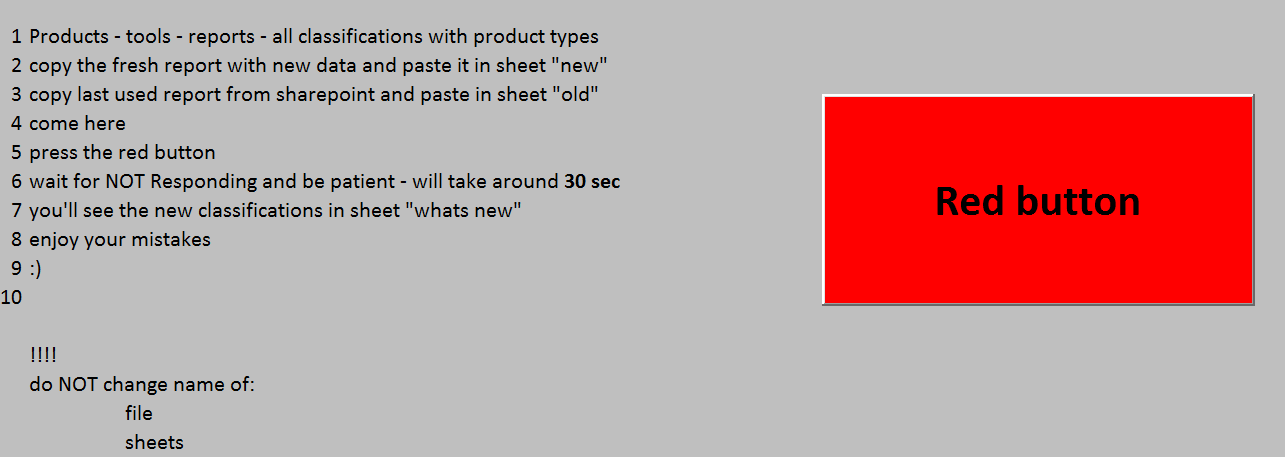 1 Products - tools - reports - all classifications with product types
2 copy the fresh report with new data and paste it in sheet "new"
3 copy last used report from sharepoint and paste in sheet "old"
4 come here
5 press the red button
6 wait for NOT Responding and be patient - will take around 30 sec
7 you'll see the new classifications in sheet "whats new"
8 enjoy your mistakes
9 :)
10
!!!!
do NOT change name of:
file
sheets
Red button